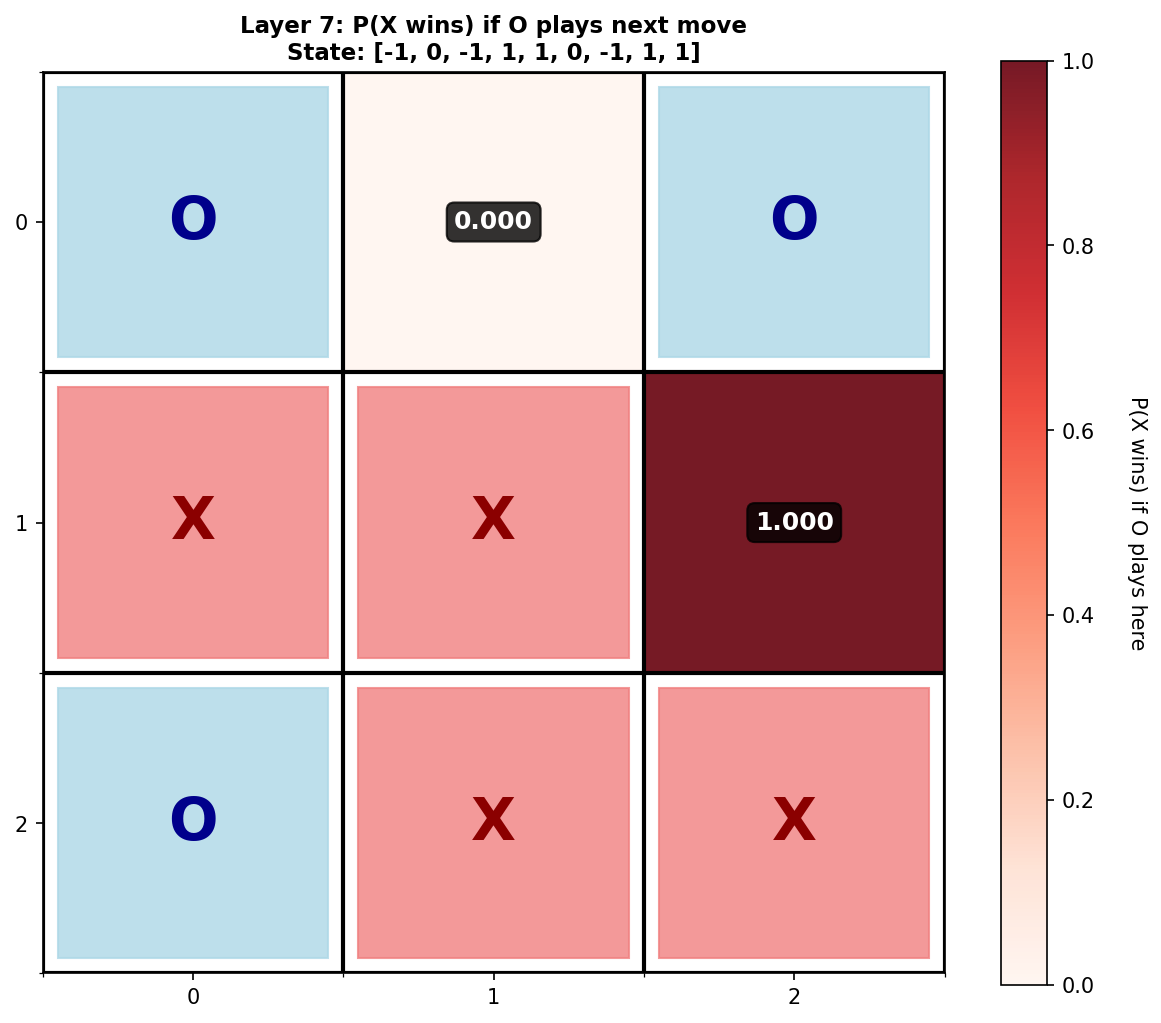 Layer 7: P(X wins) if O plays next move
State: [-1, 0, -1, 1, 1, 0, -1, 1, 1]
0
O
0.000
O
1
X
X
1.000
2
O
X
X
0
1
2
1.0
0.8
0.6
0.4
0.2
0.0
P(X wins) if O plays here